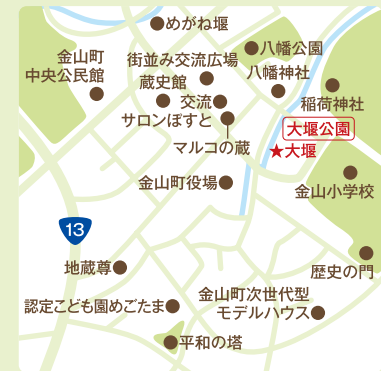 めがね堰
八幡公園
金山町
中央公民館
街並み交流広場
蔵史館
八幡神社
稲荷神社
交流
サロンぽすと
マルコの蔵
大堰公園
★大堰
金山町役場
金山小学校
13
地蔵尊
歴史の門
認定こども園めごたま
金山町次世代型
モデルハウス
平和の塔